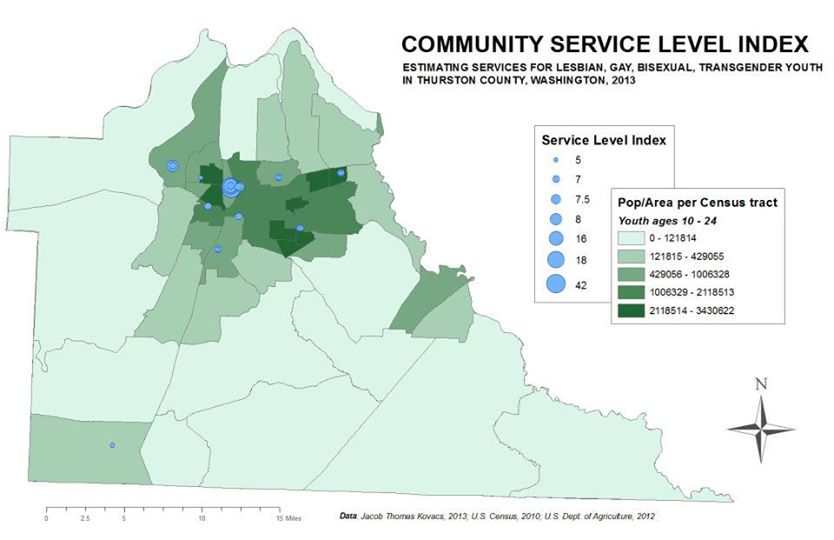 COMMUNITY SERVICE LEVEL INDEX
ESTIMATING SERVICES FOR LESBIAN, GAY, BISEXUAL, TRANSGENDER YOUTH
IN THURSTON COUNTY, WASHINGTON, 2013
Service Level Index
5
7
7.5
8
16
18
42
Pop/Area per Census tract
Youth ages 10 - 24
0 - 121814
121815 - 429055
429056 - 1006328
1006329 - 2118513
2118514 - 3430622
N
0 2.5 5 10 15 Miles
Data: Jacob Thomas Kovacs, 2013; U.S. Census, 2010; U.S. Dept. of Agriculture, 2012